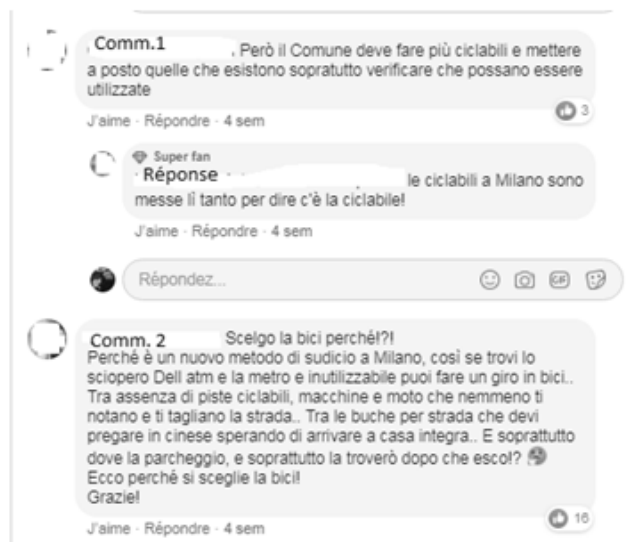 Comm.1 . Però il Comune deve fare più ciclabili e mettere
a posto quelle che esistono sopratutto verificare che possano essere
utilizzate
3
J'aime · Répondre · 4 sem
Super fan
Réponse le ciclabili a Milano sono
messe lì tanto per dire c'è la ciclabile!
J'aime · Répondre · 4 sem
Répondez...
GIF
Comm. 2 Scelgo la bici perché!?!
Perché è un nuovo metodo di sudicio a Milano, così se trovi lo
sciopero Dell atm e la metro e inutilizzabile puoi fare un giro in bici..
Tra assenza di piste ciclabili, macchine e moto che nemmeno ti
notano e ti tagliano la strada.. Tra le buche per strada che devi
pregare in cinese sperando di arrivare a casa integra.. E soprattutto
dove la parcheggio, e soprattutto la troverò dopo che esco!?
Ecco perché si sceglie la bici!
Grazie!
16
J'aime · Répondre · 4 sem